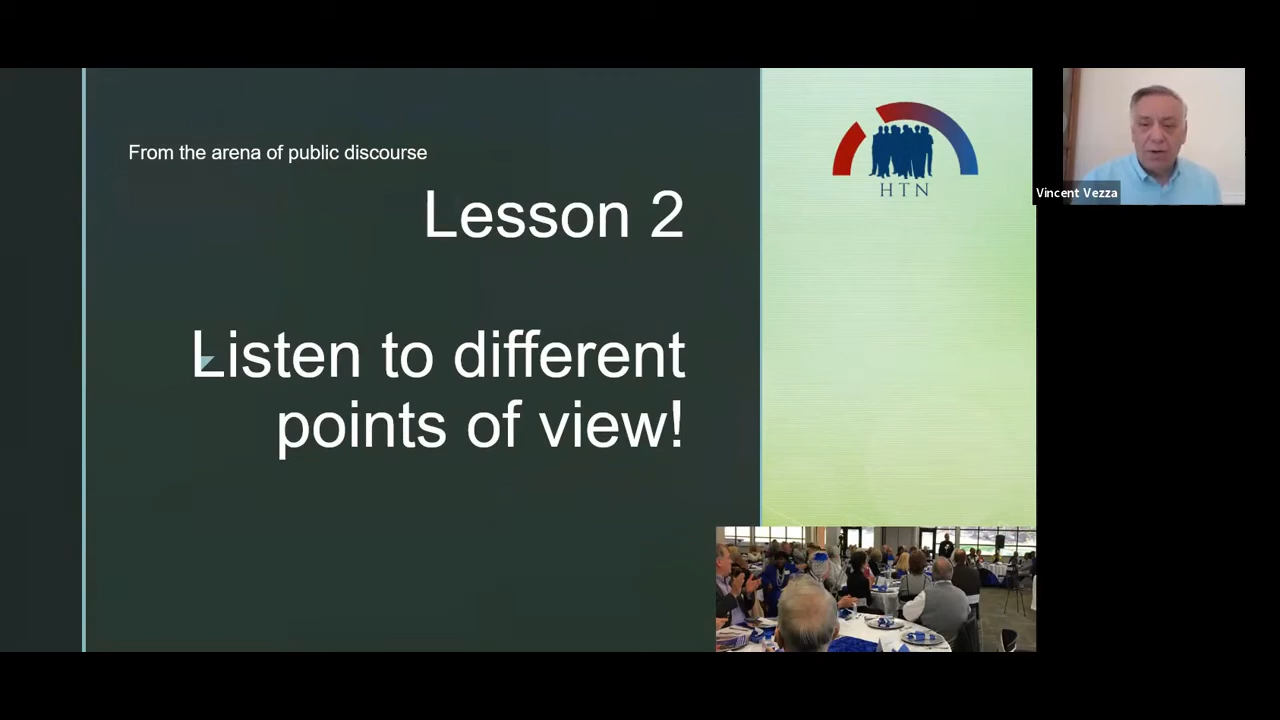 From the arena of public discourse
Lesson 2
Listen to different
points of view!
HTN
Vincent Vezza